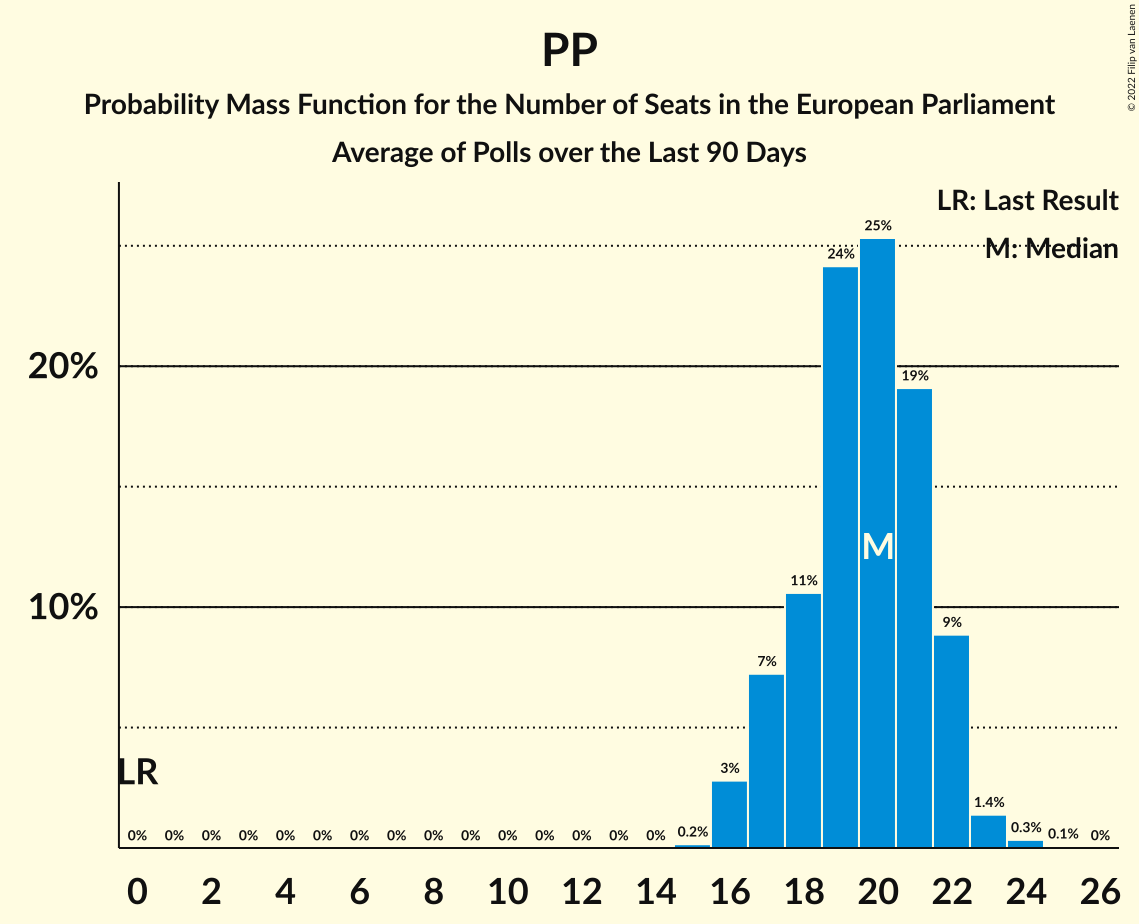 PP
Probability Mass Function for the Number of Seats in the European Parliament
Average of Polls over the Last 90 Days
© 2022 Filip van Laenen
LR: Last Result
M: Median
20%
10%
LR
M
0% 0% 0% 0% 0% 0% 0% 0% 0% 0% 0% 0% 0% 0% 0% 0.2% 3% 7% 11% 24% 25% 19% 9% 1.4% 0.3% 0.1% 0%
0 2 4 6 8 10 12 14 16 18 20 22 24 26